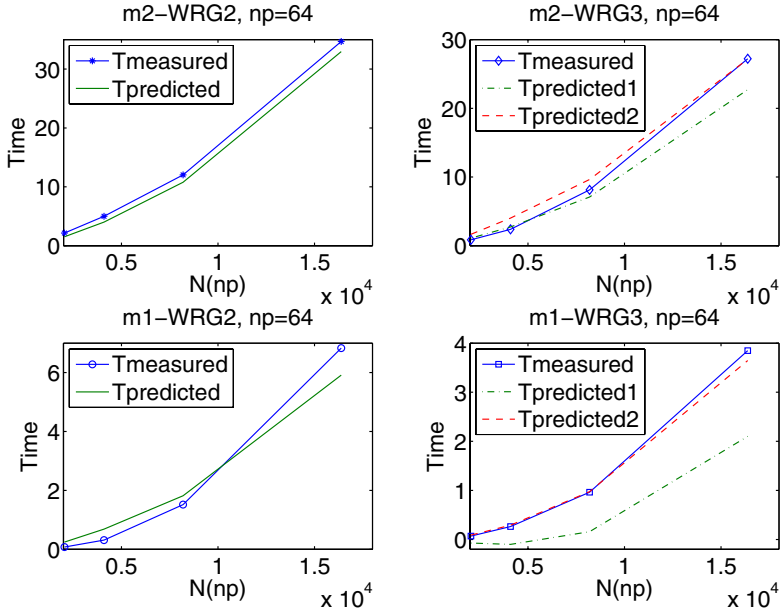 m2−WRG2, np=64
Tmeasured
Tpredicted
30
20
10
0
Time
0.5
1
1.5
N(np)
x 10^4
m2−WRG3, np=64
Tmeasured
Tpredicted1
Tpredicted2
30
20
10
0
Time
0.5
1
1.5
N(np)
x 10^4
m1−WRG2, np=64
Tmeasured
Tpredicted
6
4
2
0
Time
0.5
1
1.5
N(np)
x 10^4
m1−WRG3, np=64
Tmeasured
Tpredicted1
Tpredicted2
4
3
2
1
0
Time
0.5
1
1.5
N(np)
x 10^4